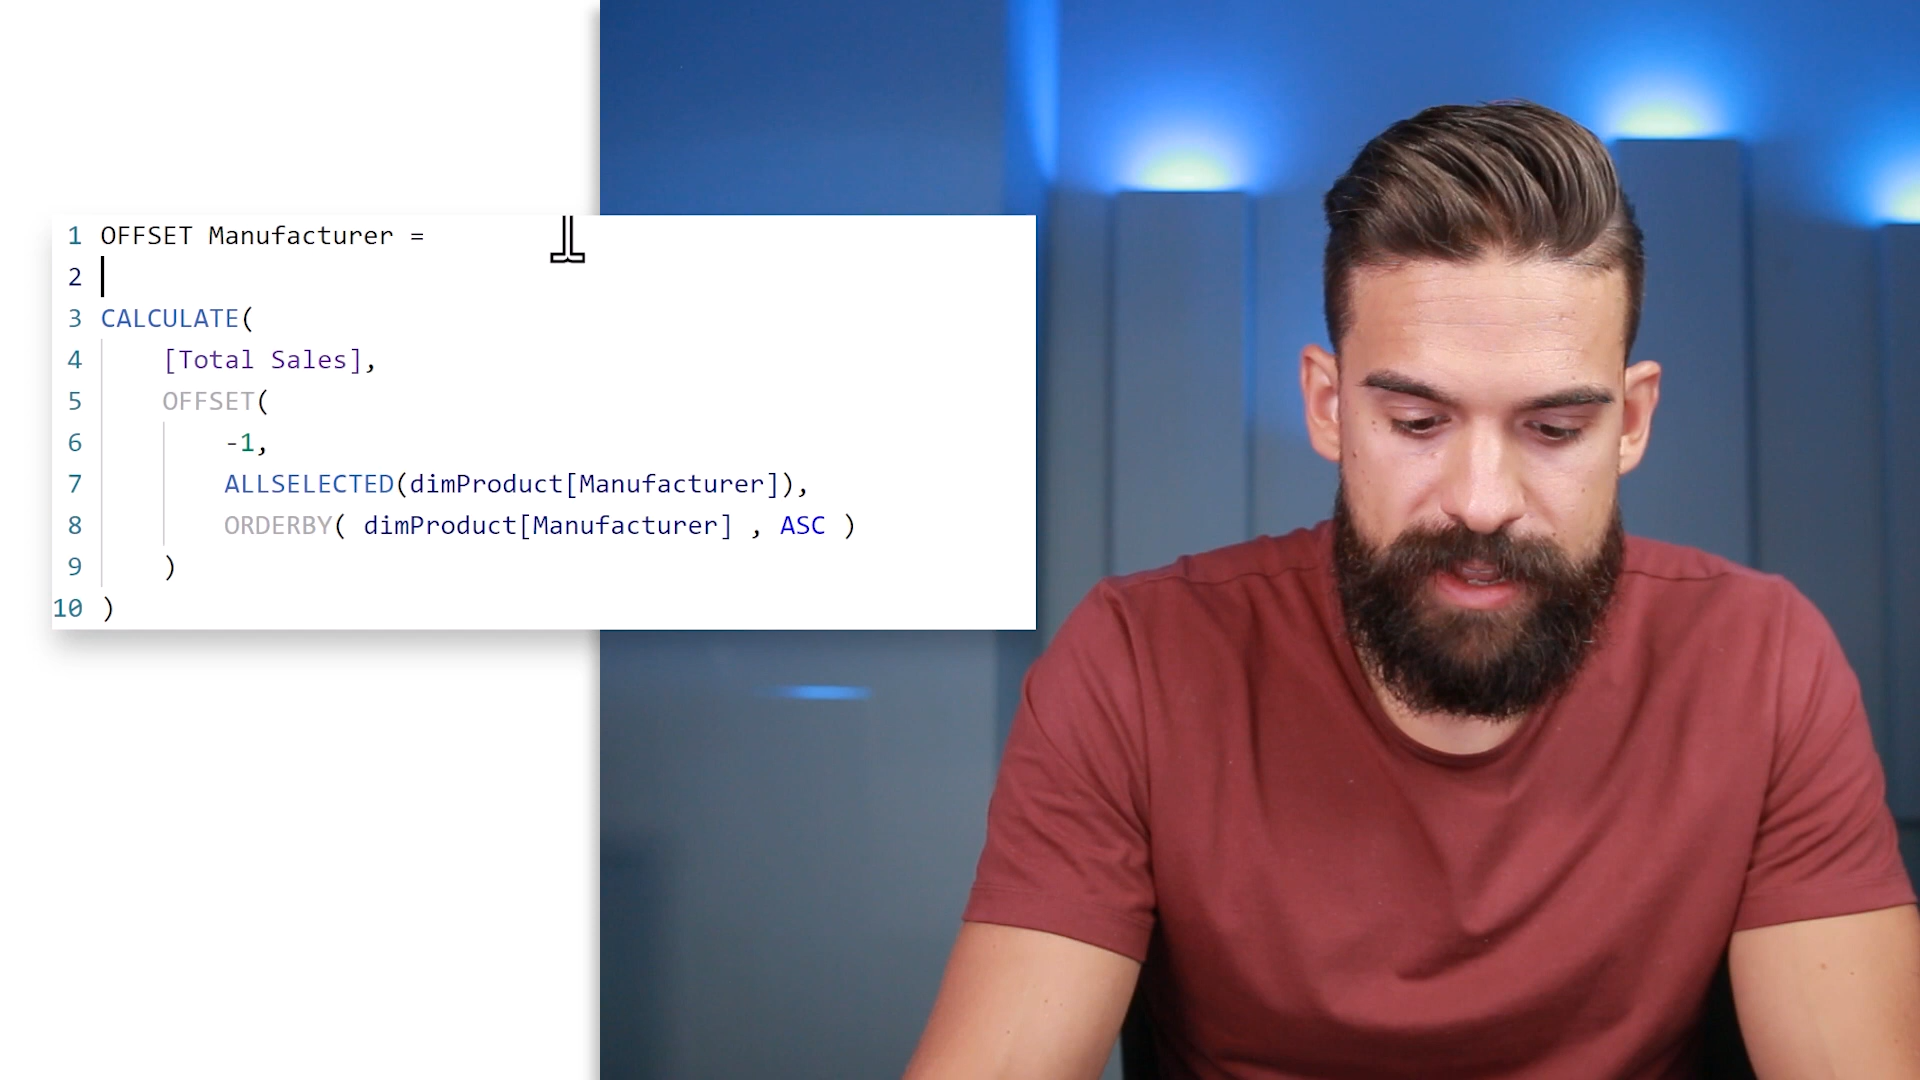 1 OFFSET Manufacturer =
2
3 CALCULATE(
4 [Total Sales],
5 OFFSET(
6 -1,
7 ALLSELECTED(dimProduct[Manufacturer]),
8 ORDERBY( dimProduct[Manufacturer] , ASC )
9 )
10 )